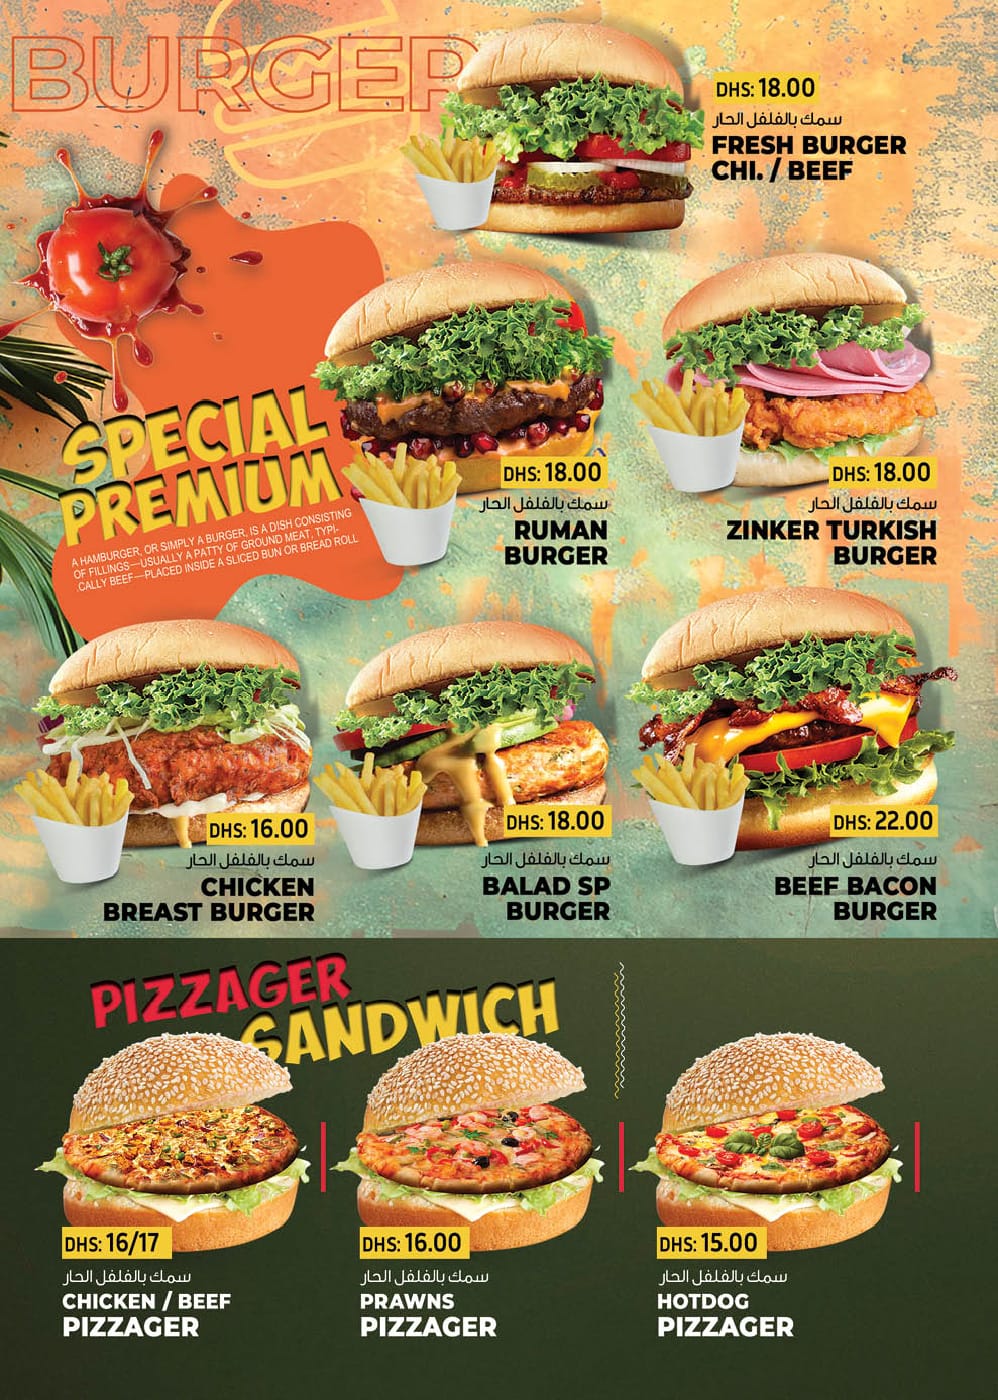 BURGER
DHS: 18.00
سمك بالفلفل الحار
FRESH BURGER
CHI. / BEEF
SPECIAL
PREMIUM
A HAMBURGER, OR SIMPLY A BURGER, IS A DISH CONSISTING
OF FILLINGS—USUALLY A PATTY OF GROUND MEAT, TYPI-
.CALLY BEEF—PLACED INSIDE A SLICED BUN OR BREAD ROLL
DHS: 18.00
سمك بالفلفل الحار
RUMAN
BURGER
DHS: 18.00
سمك بالفلفل الحار
ZINKER TURKISH
BURGER
DHS: 16.00
سمك بالفلفل الحار
CHICKEN
BREAST BURGER
DHS: 18.00
سمك بالفلفل الحار
BALAD SP
BURGER
DHS: 22.00
سمك بالفلفل الحار
BEEF BACON
BURGER
PIZZAGER
SANDWICH
DHS: 16/17
سمك بالفلفل الحار
CHICKEN / BEEF
PIZZAGER
DHS: 16.00
سمك بالفلفل الحار
PRAWNS
PIZZAGER
DHS: 15.00
سمك بالفلفل الحار
HOTDOG
PIZZAGER